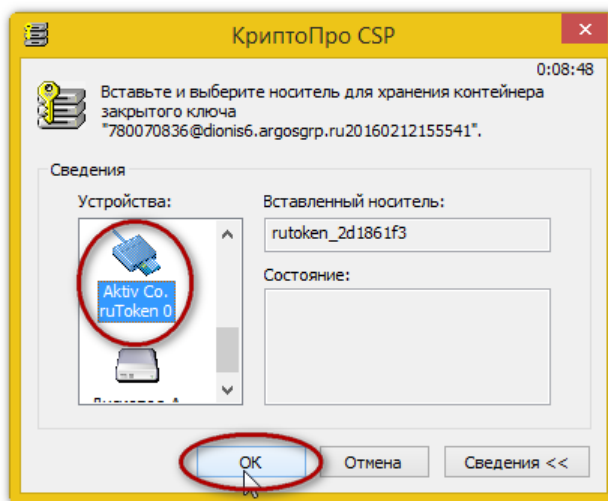 КриптоПро CSP
0:08:48
Вставьте и выберите носитель для хранения контейнера
закрытого ключа
"780070836@dionis6.argosgrp.ru20160212155541".
Сведения
Устройства:
Вставленный носитель:
Aktiv Co.
ruToken 0
rutoken_2d1861f3
Состояние:
ОК
Отмена
Сведения <<